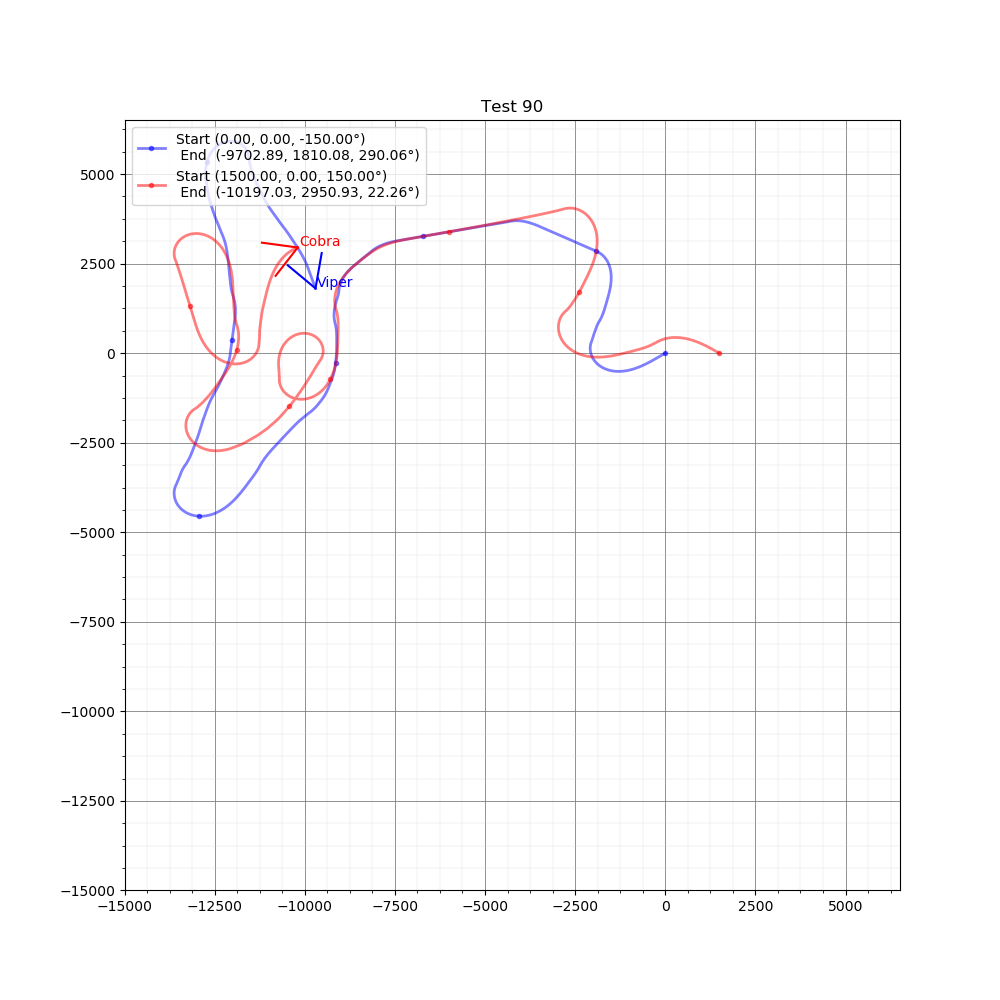 Test 90
Start (0.00, 0.00, -150.00°)
End  (-9702.89, 1810.08, 290.06°)
Start (1500.00, 0.00, 150.00°)
End  (-10197.03, 2950.93, 22.26°)
Cobra
Viper
5000
2500
0
−2500
−5000
−7500
−10000
−12500
−15000
−15000 −12500 −10000 −7500 −5000 −2500 0 2500 5000